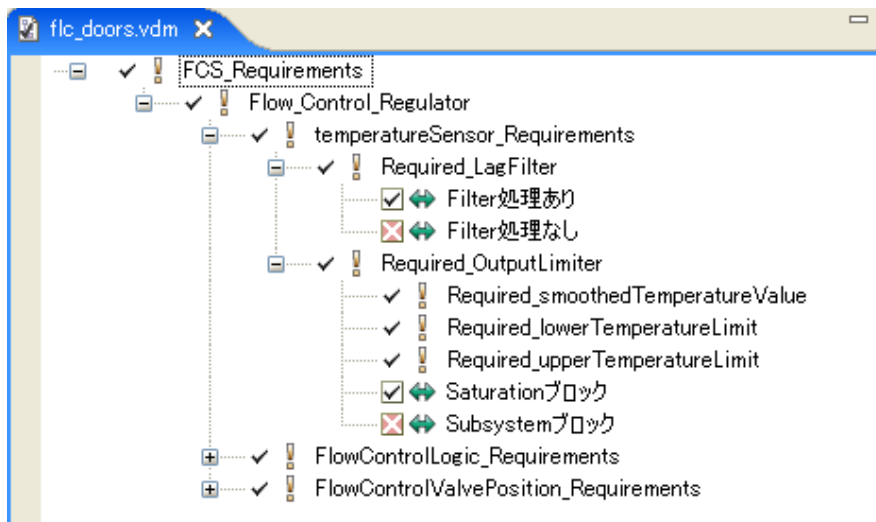 flc_doors.vdm
FCS_Requirements
Flow_Control_Regulator
temperatureSensor_Requirements
Required_LagFilter
Filter処理あり
Filter処理なし
Required_OutputLimiter
Required_smoothedTemperatureValue
Required_lowerTemperatureLimit
Required_upperTemperatureLimit
Saturationブロック
Subsystemブロック
FlowControlLogic_Requirements
FlowControlValvePosition_Requirements